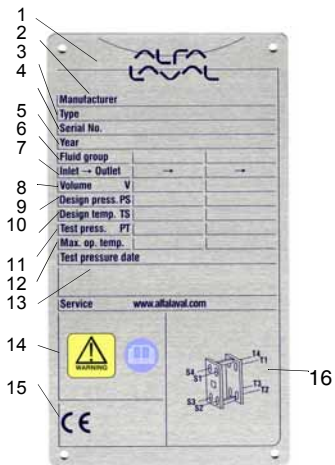 1
2
3
4
5
6
7
8
9
10
11
12
13
14
15
16
ALFA
LAVAL
Manufacturer
Type
Serial No.
Year
Fluid group
Inlet → Outlet → →
Volume V
Design press. PS
Design temp. TS
Test press. PT
Max. op. temp.
Test pressure date
Service www.alfalaval.com
WARNING
CE
S4 T4
S1 T1
S3 T3
S2 T2